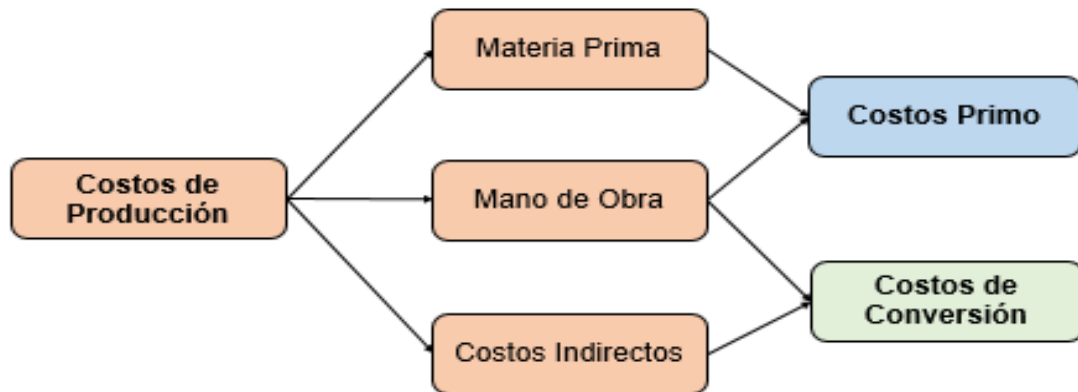 Materia Prima
Costos Primo
Costos de
Producción
Mano de Obra
Costos de
Conversión
Costos Indirectos